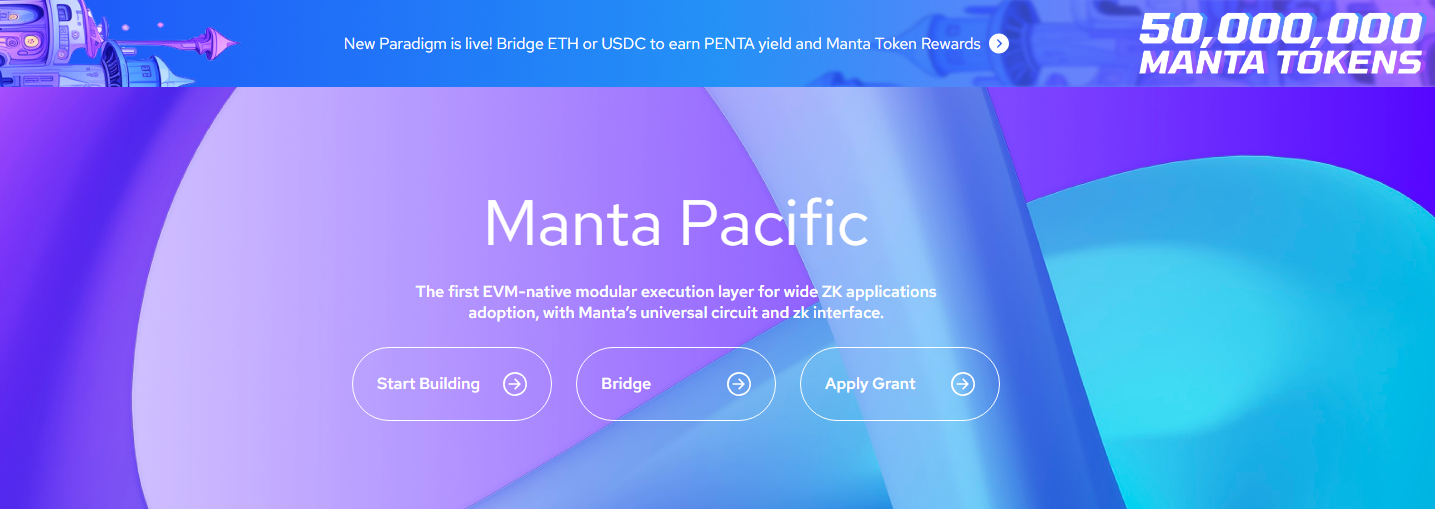 New Paradigm is live! Bridge ETH or USDC to earn PENTA yield and Manta Token Rewards
50,000,000
MANTA TOKENS
Manta Pacific
The first EVM-native modular execution layer for wide ZK applications
adoption, with Manta's universal circuit and zk interface.
Start Building
Bridge
Apply Grant